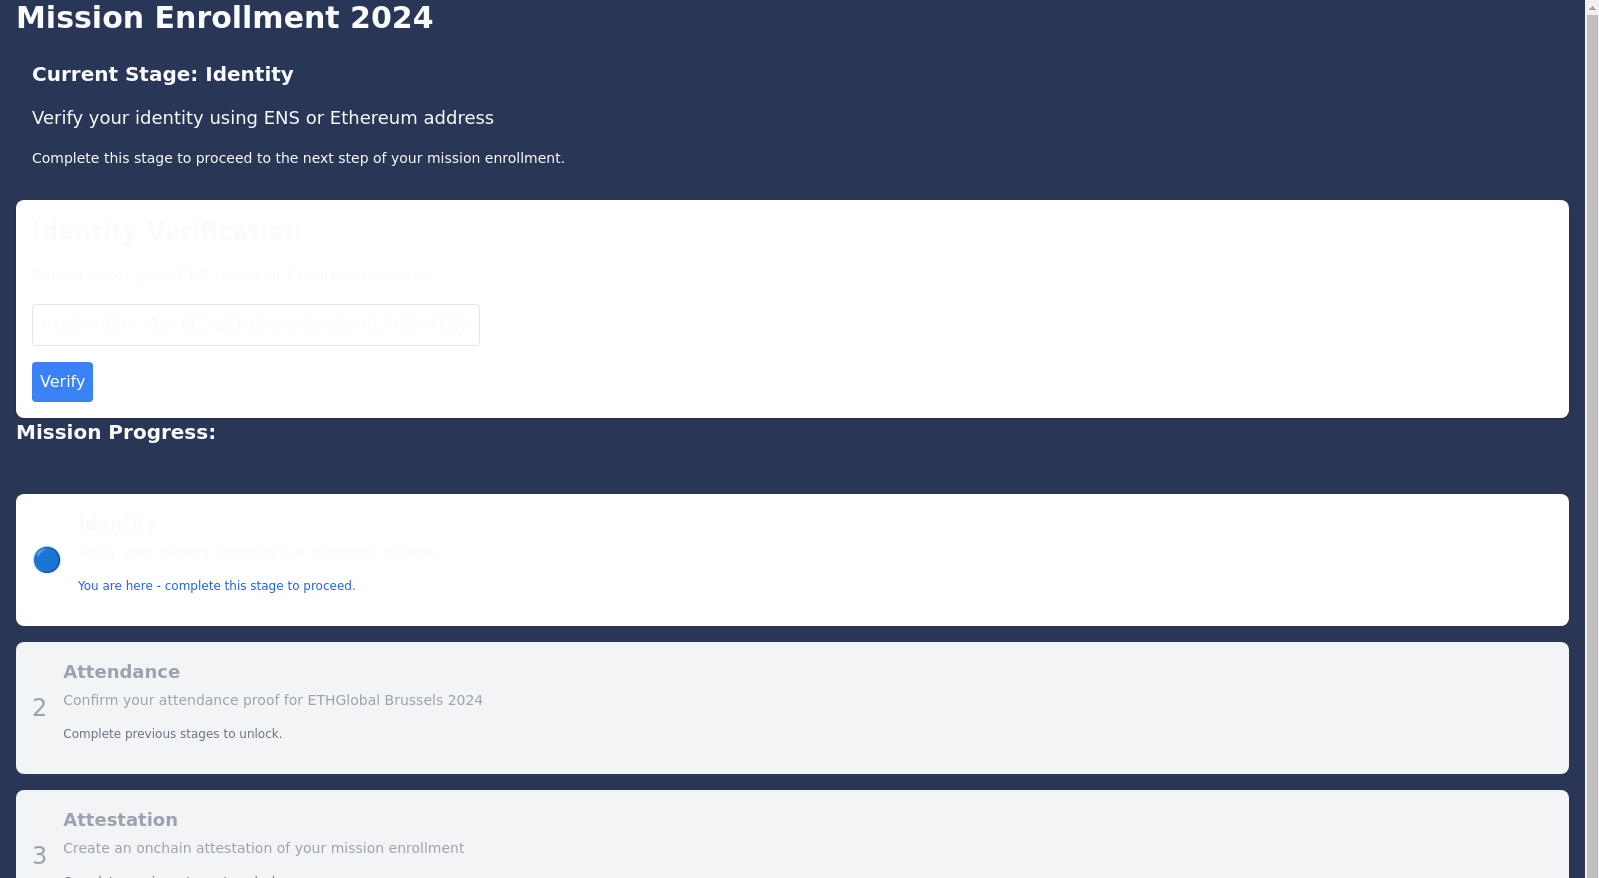 Mission Enrollment 2024
Current Stage: Identity
Verify your identity using ENS or Ethereum address
Complete this stage to proceed to the next step of your mission enrollment.
Identity Verification
Please enter your ENS name or Ethereum address:
Verify
Mission Progress:
Identity
Verify your identity using ENS or Ethereum address
You are here - complete this stage to proceed.
2
Attendance
Confirm your attendance proof for ETHGlobal Brussels 2024
Complete previous stages to unlock.
3
Attestation
Create an onchain attestation of your mission enrollment